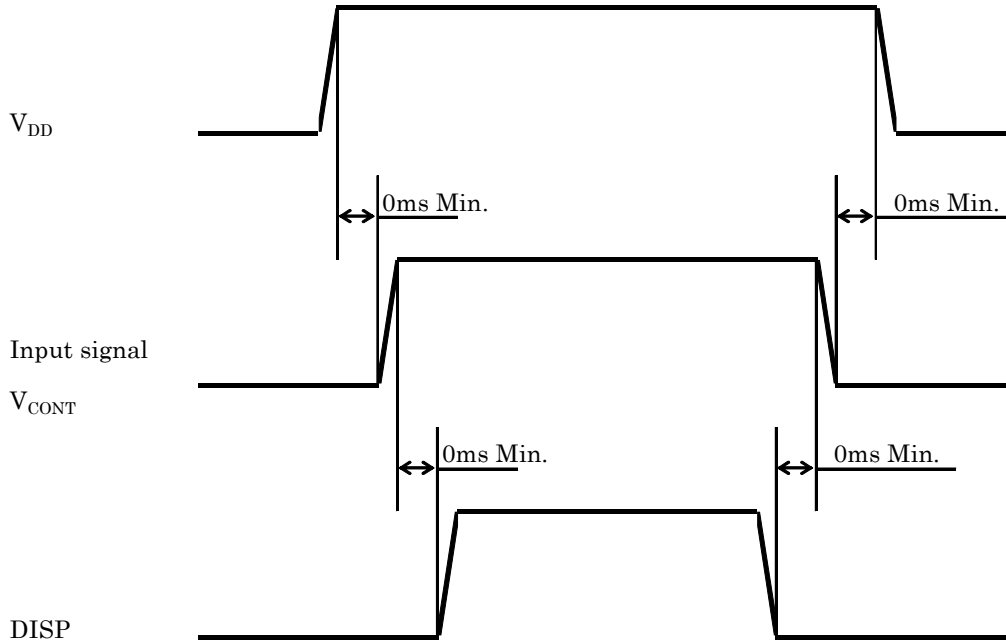 V_DD
0ms Min.
0ms Min.
Input signal
V_CONT
0ms Min.
0ms Min.
DISP